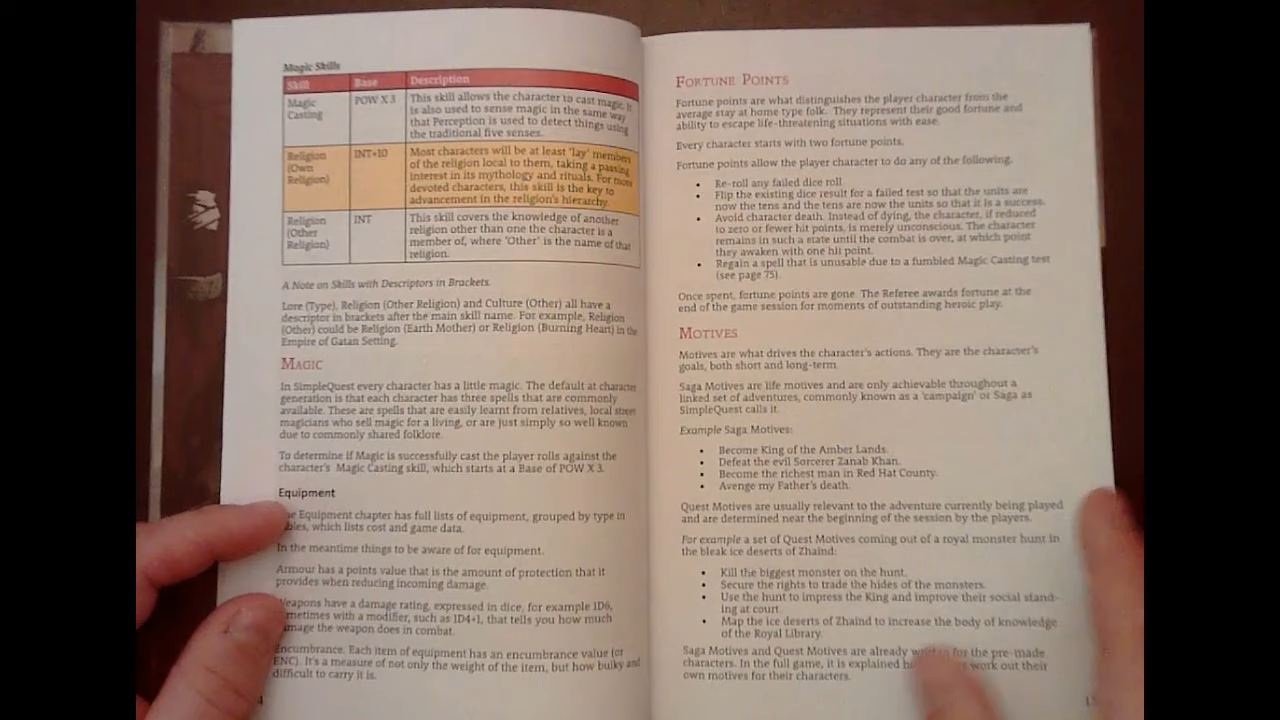 Magic Skills
Skill Base Description
Magic Casting POW X 3 This skill allows the character to cast magic. It
is also used to sense magic in the same way
that Perception is used to detect things using
the traditional five senses.
Religion (Own Religion) INT+10 Most characters will be at least 'lay' members
of the religion local to them, taking a passing
interest in its mythology and rituals. For more
devoted characters, this skill is the key to
advancement in the religion's hierarchy.
Religion (Other Religion) INT This skill covers the knowledge of another
religion other than one the character is a
member of, where 'Other' is the name of that
religion.
A Note on Skills with Descriptors in Brackets.
Lore (Type), Religion (Other Religion) and Culture (Other) all have a
descriptor in brackets after the main skill name. For example, Religion
(Other) could be Religion (Earth Mother) or Religion (Burning Heart) in the
Empire of Gatan Setting.
MAGIC
In SimpleQuest every character has a little magic. The default at character
generation is that each character has three spells that are commonly
available. These are spells that are easily learnt from relatives, local street
magicians who sell magic for a living, or are just simply so well known
due to commonly shared folklore.
To determine if Magic is successfully cast the player rolls against the
character's Magic Casting skill, which starts at a Base of POW X 3.
Equipment
Equipment chapter has full lists of equipment, grouped by type in
which lists cost and game data.
In the meantime things to be aware of for equipment.
Armour has a points value that is the amount of protection that it
provides when reducing incoming damage.
Weapons have a damage rating, expressed in dice, for example 1D6,
sometimes with a modifier, such as 1D4+1, that tells you how much
damage the weapon does in combat.
Encumbrance. Each item of equipment has an encumbrance value (or
ENC). It's a measure of not only the weight of the item, but how bulky and
difficult to carry it is.
4
FORTUNE POINTS
Fortune points are what distinguishes the player character from the
average stay at home type folk. They represent their good fortune and
ability to escape life-threatening situations with ease.
Every character starts with two fortune points.
Fortune points allow the player character to do any of the following.
• Re-roll any failed dice roll.
• Flip the existing dice result for a failed test so that the units are
now the tens and the tens are now the units so that it is a success.
• Avoid character death. Instead of dying, the character, if reduced
to zero or fewer hit points, is merely unconscious. The character
remains in such a state until the combat is over, at which point
they awaken with one hit point.
• Regain a spell that is unusable due to a fumbled Magic Casting test
(see page 75).
Once spent, fortune points are gone. The Referee awards fortune at the
end of the game session for moments of outstanding heroic play.
MOTIVES
Motives are what drives the character's actions. They are the character's
goals, both short and long-term.
Saga Motives are life motives and are only achievable throughout a
linked set of adventures, commonly known as a 'campaign' or Saga as
SimpleQuest calls it.
Example Saga Motives:
• Become King of the Amber Lands.
• Defeat the evil Sorcerer Zanab Khan.
• Become the richest man in Red Hat County.
• Avenge my Father's death.
Quest Motives are usually relevant to the adventure currently being played
and are determined near the beginning of the session by the players.
For example a set of Quest Motives coming out of a royal monster hunt in
the bleak ice deserts of Zhaind:
• Kill the biggest monster on the hunt.
• Secure the rights to trade the hides of the monsters.
• Use the hunt to impress the King and improve their social stand-
ing at court.
• Map the ice deserts of Zhaind to increase the body of knowledge
of the Royal Library.
Saga Motives and Quest Motives are already written for the pre-made
characters. In the full game, it is explained work out their
own motives for their characters.